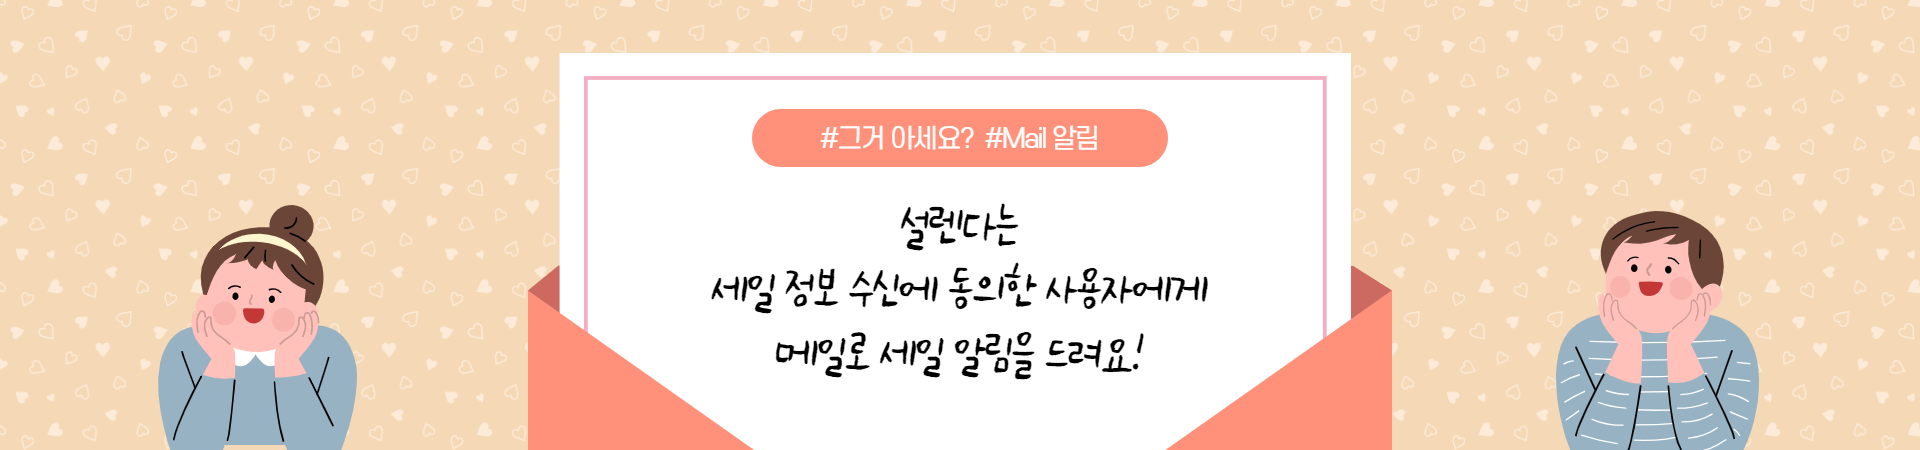 #그거 아세요? #Mail 알림
설렌다는
세일 정보 수신에 동의한 사용자에게
메일로 세일 알림을 드려요!